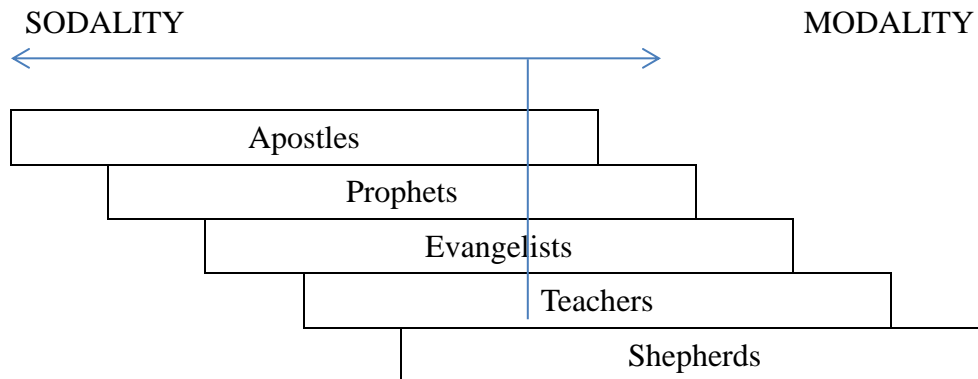 SODALITY MODALITY
Apostles
Prophets
Evangelists
Teachers
Shepherds